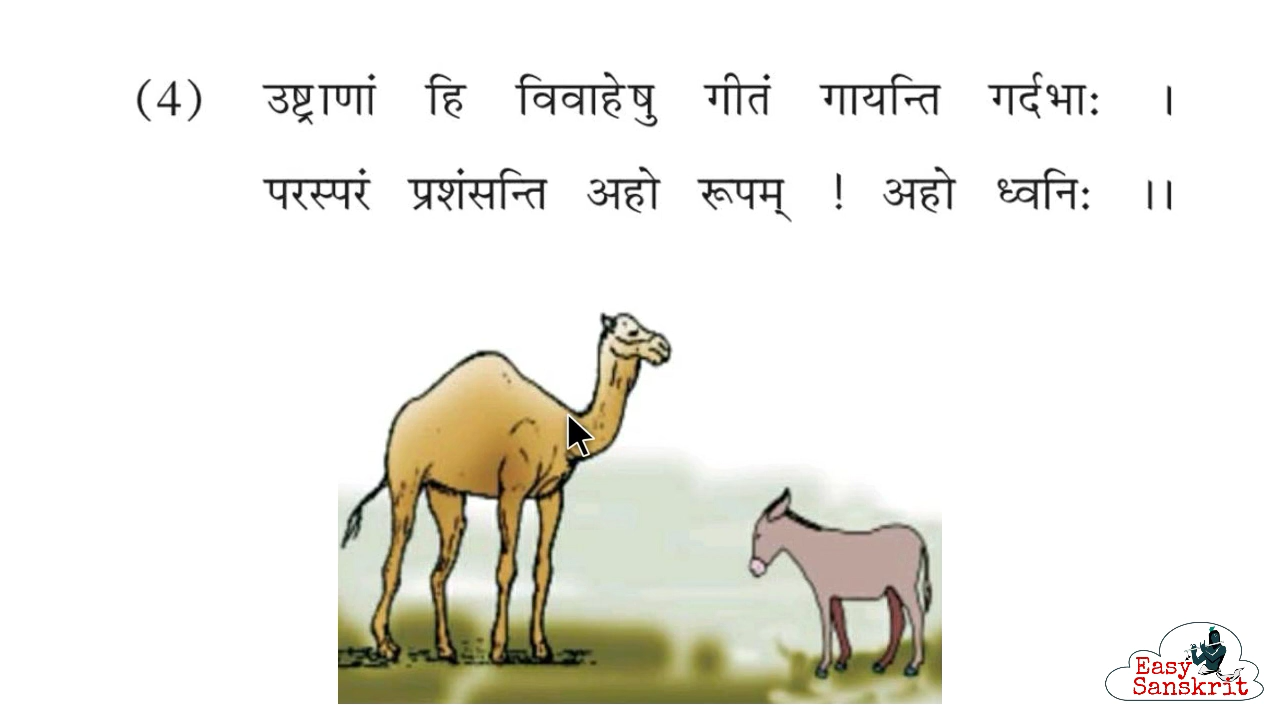 (4) उष्ट्राणां हि विवाहेषु गीतं गायन्ति गर्दभाः ।
परस्परं प्रशंसन्ति अहो रूपम् ! अहो ध्वनिः ।।
Easy
Sanskrit